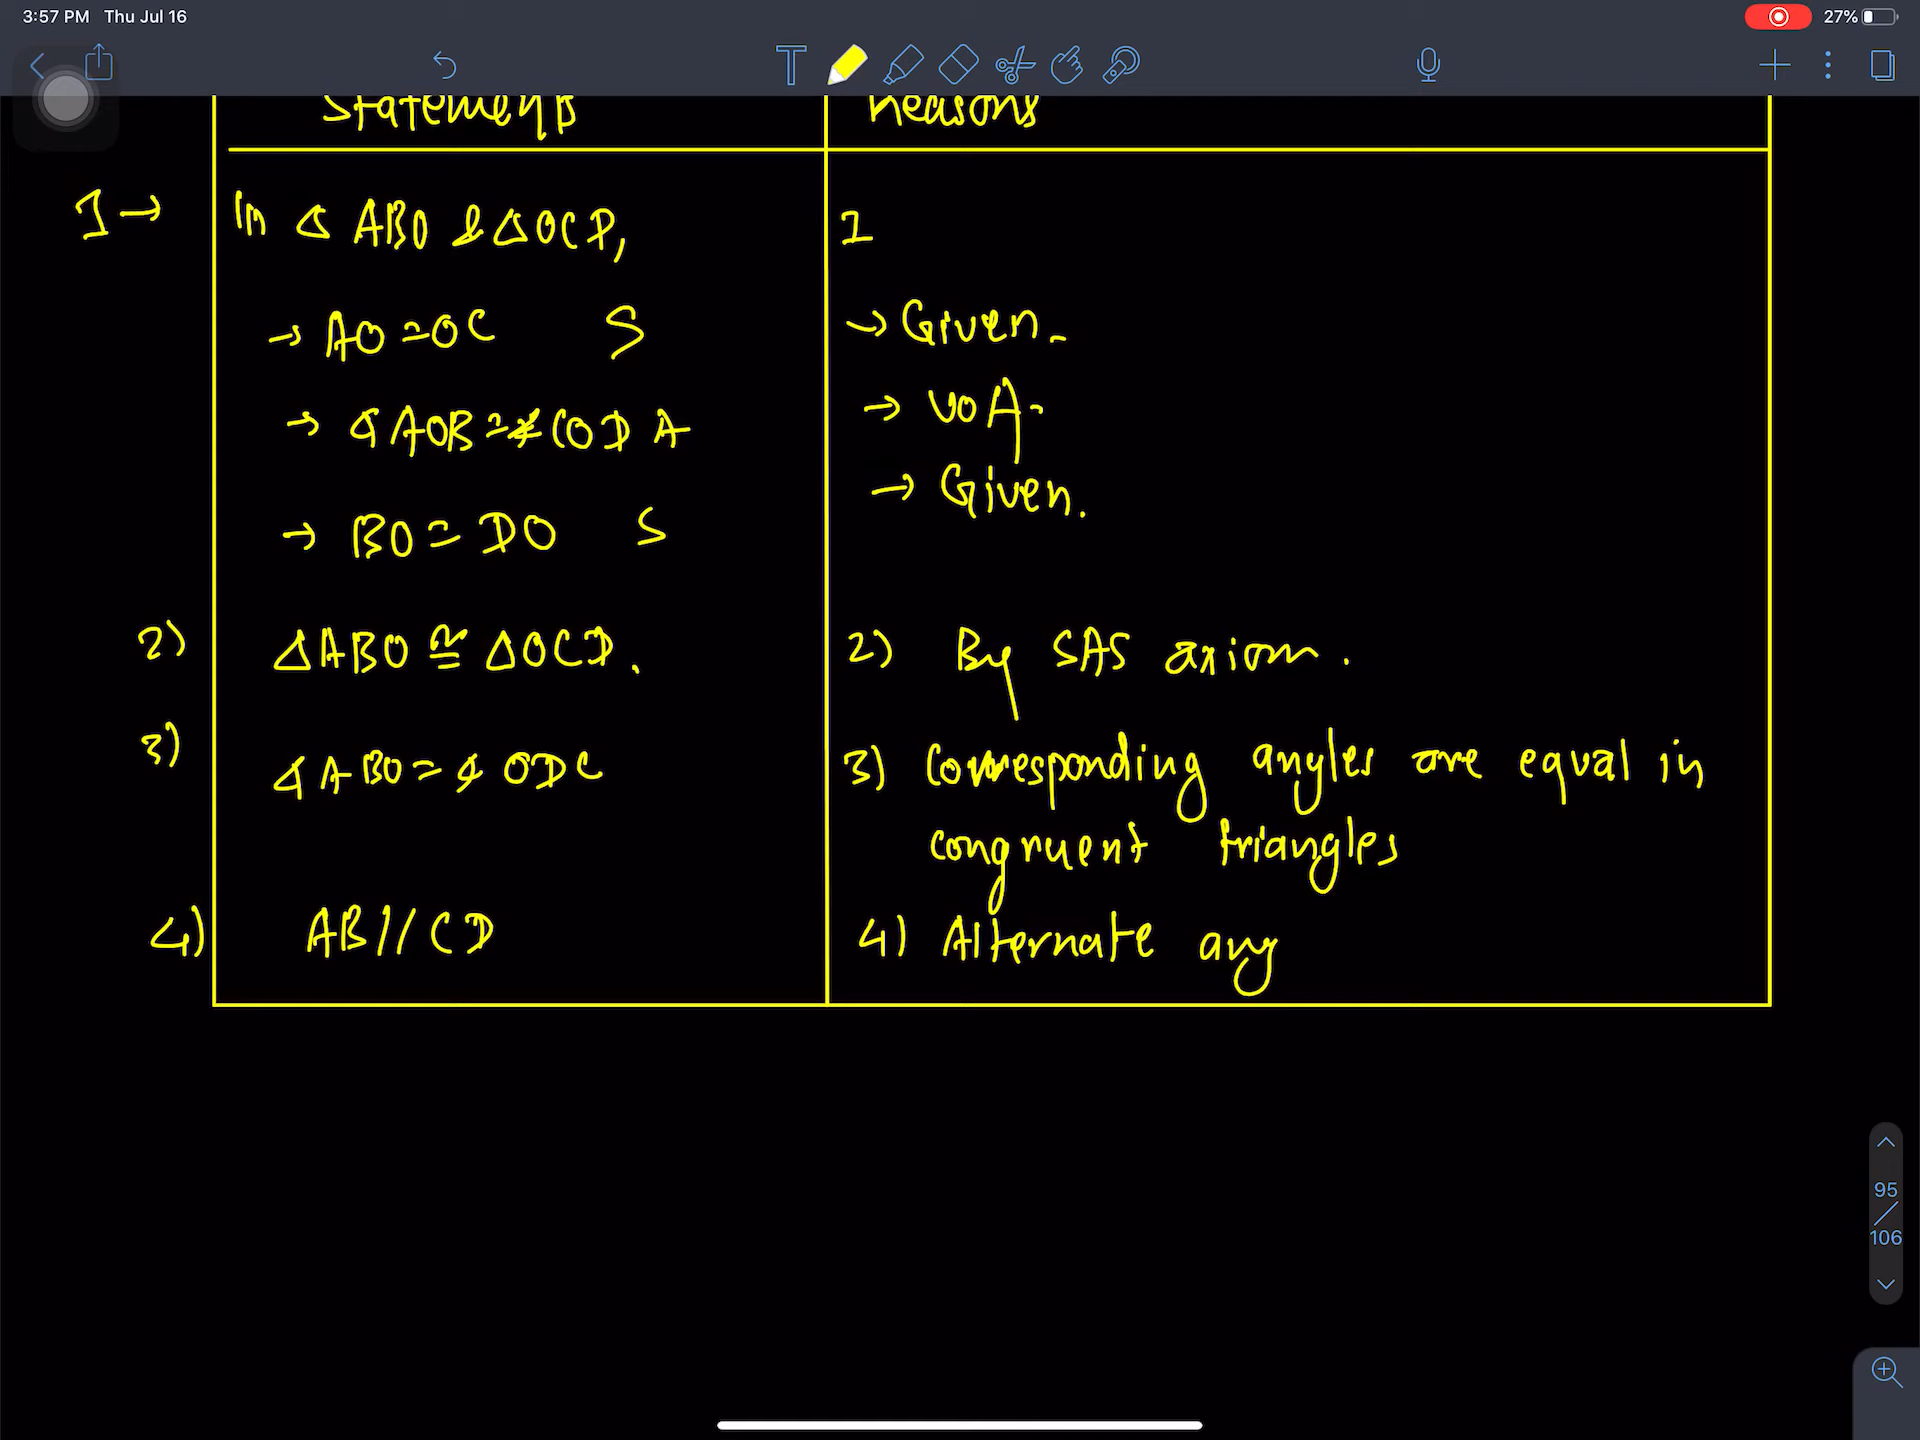 3:57 PM Thu Jul 16
27%
Statements Reasons
1→ In △ ABO & △OCD, 1
→ AO=OC S → Given.
→ ∢AOB=∢COD A → VOA.
→ BO = DO S → Given.
2) △ABO ≅ △OCD. 2) By SAS axiom.
3) ∢ABO = ∢ODC 3) Corresponding angles are equal in
congruent triangles
4) AB//CD 4) Alternate ang
95
/
106